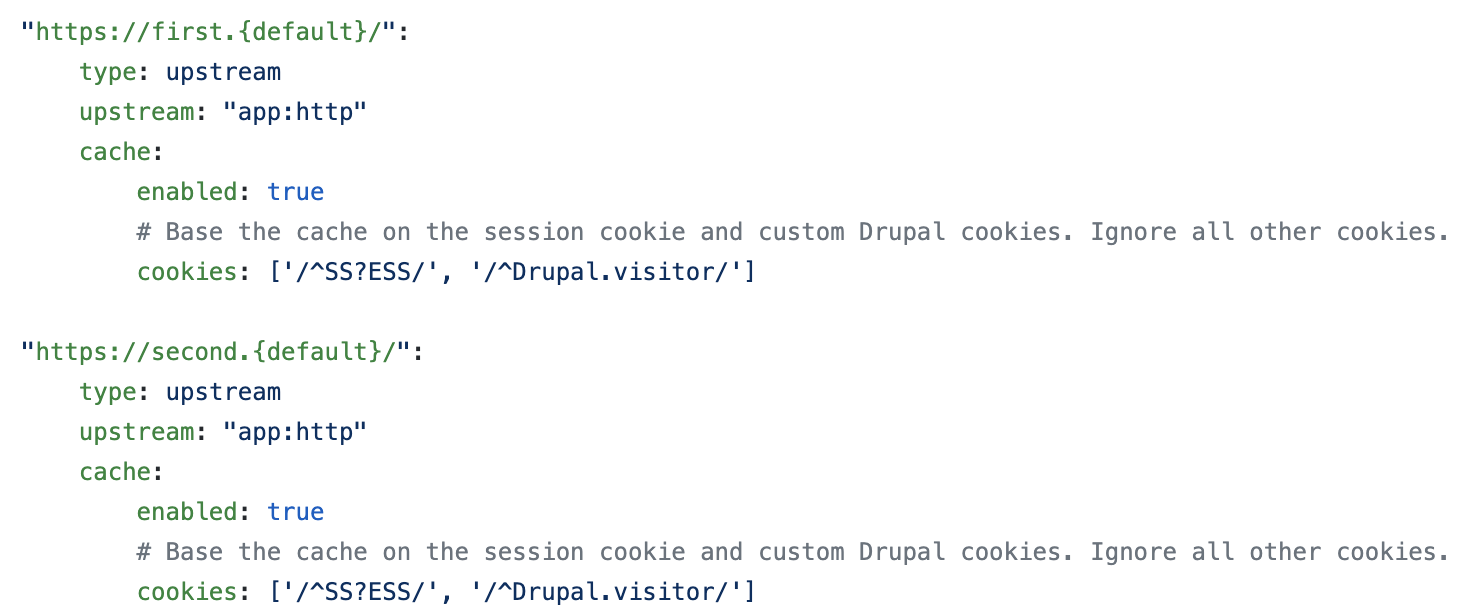 "https://first.{default}/":
    type: upstream
    upstream: "app:http"
    cache:
        enabled: true
        # Base the cache on the session cookie and custom Drupal cookies. Ignore all other cookies.
        cookies: ['/^SS?ESS/', '/^Drupal.visitor/']

"https://second.{default}/":
    type: upstream
    upstream: "app:http"
    cache:
        enabled: true
        # Base the cache on the session cookie and custom Drupal cookies. Ignore all other cookies.
        cookies: ['/^SS?ESS/', '/^Drupal.visitor/']